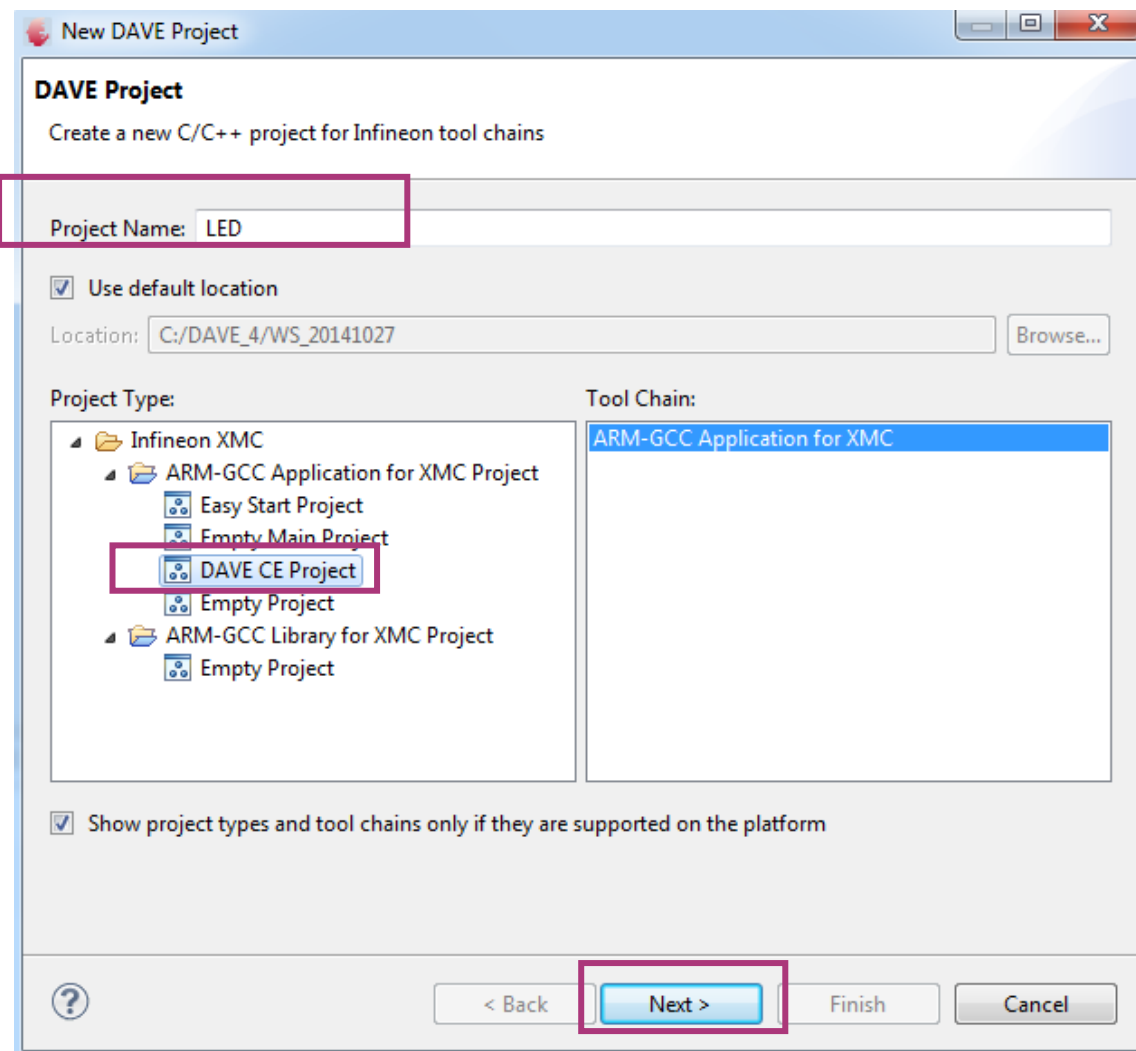 New DAVE Project
DAVE Project
Create a new C/C++ project for Infineon tool chains
Project Name: LED
Use default location
Location: C:/DAVE_4/WS_20141027 Browse...
Project Type: Tool Chain:
Infineon XMC
ARM-GCC Application for XMC Project
Easy Start Project
Empty Main Project
DAVE CE Project
Empty Project
ARM-GCC Library for XMC Project
Empty Project
ARM-GCC Application for XMC
Show project types and tool chains only if they are supported on the platform
? < Back Next > Finish Cancel